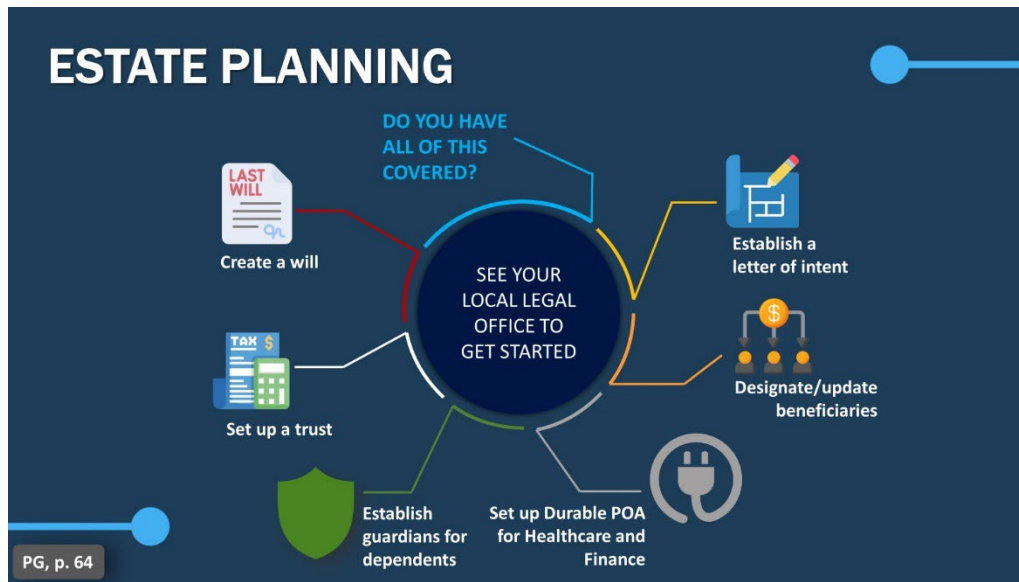 ESTATE PLANNING
DO YOU HAVE
ALL OF THIS
COVERED?
LAST
WILL
Create a will
Establish a
letter of intent
SEE YOUR
LOCAL LEGAL
OFFICE TO
GET STARTED
TAX $
Set up a trust
$
Designate/update
beneficiaries
Establish
guardians for
dependents
Set up Durable POA
for Healthcare and
Finance
PG, p. 64